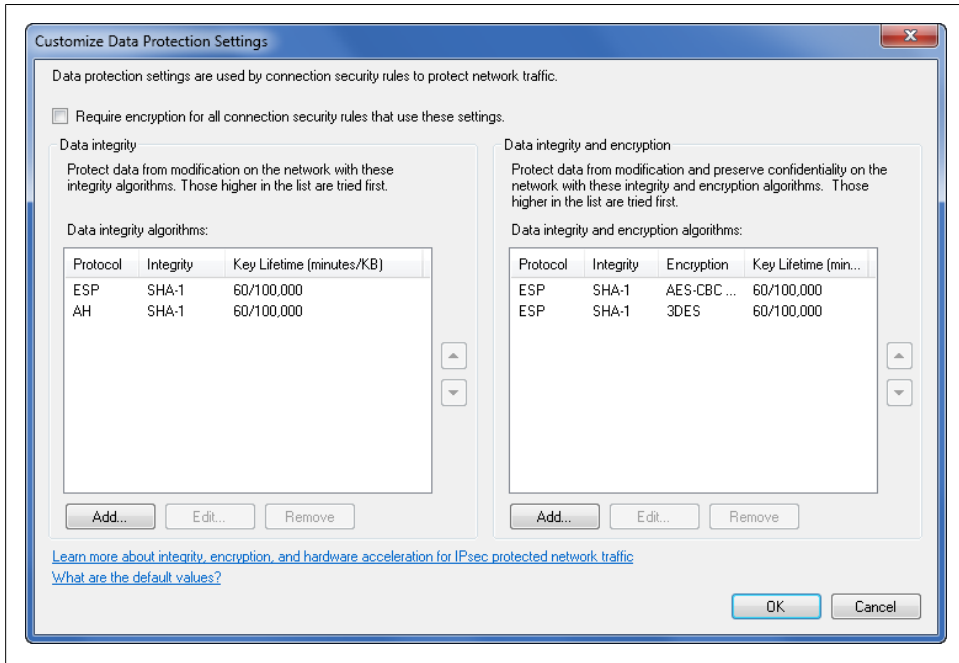 Customize Data Protection Settings
Data protection settings are used by connection security rules to protect network traffic.
Require encryption for all connection security rules that use these settings.
Data integrity
Protect data from modification on the network with these
integrity algorithms. Those higher in the list are tried first.
Data integrity algorithms:
Protocol Integrity Key Lifetime (minutes/KB)
ESP SHA-1 60/100,000
AH SHA-1 60/100,000
Add... Edit... Remove
Data integrity and encryption
Protect data from modification and preserve confidentiality on the
network with these integrity and encryption algorithms. Those
higher in the list are tried first.
Data integrity and encryption algorithms:
Protocol Integrity Encryption Key Lifetime (min...
ESP SHA-1 AES-CBC ... 60/100,000
ESP SHA-1 3DES 60/100,000
Add... Edit... Remove
Learn more about integrity, encryption, and hardware acceleration for IPsec protected network traffic
What are the default values?
OK Cancel